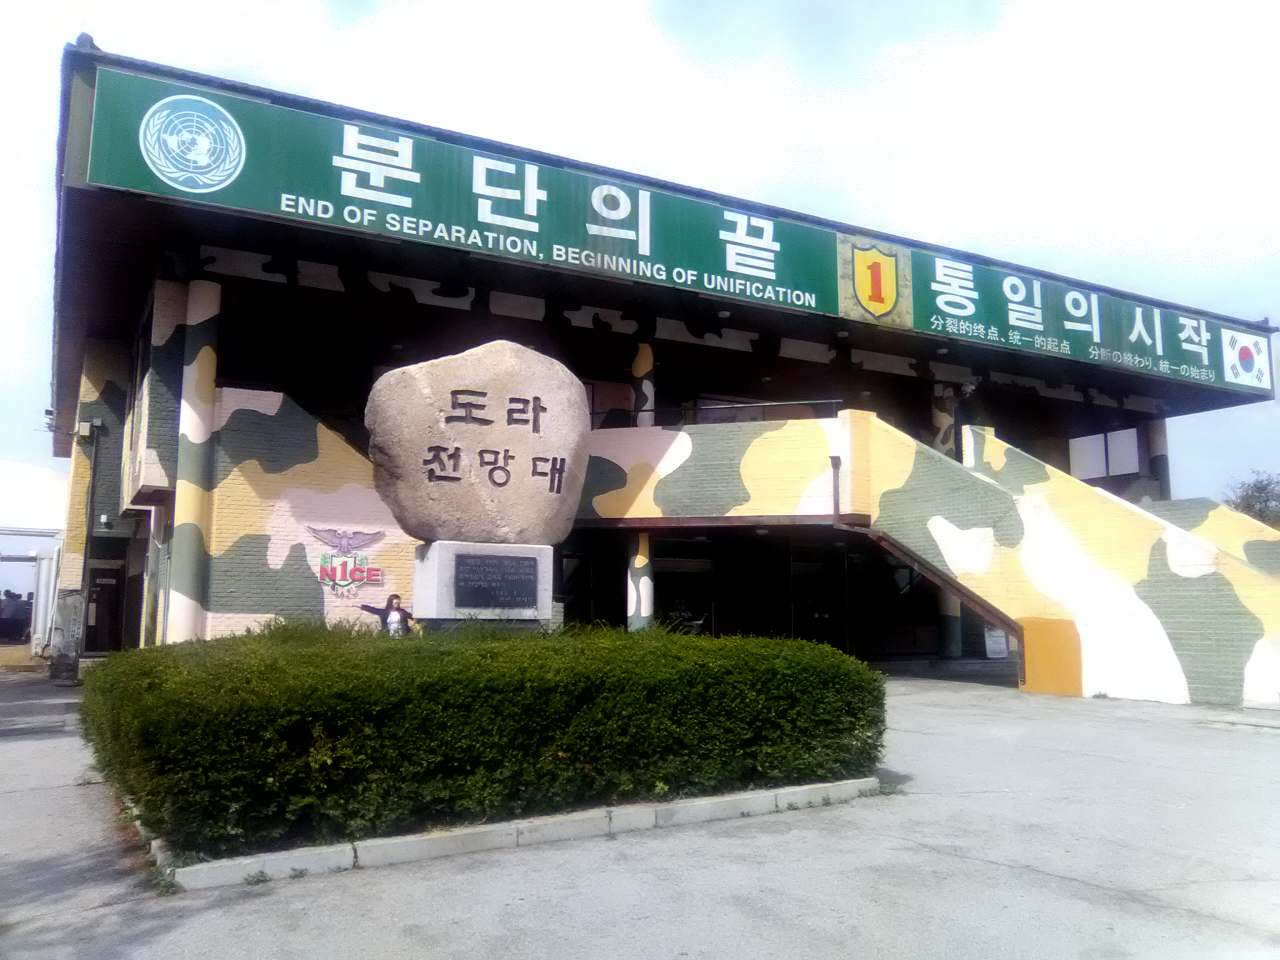 분단의 끝
END OF SEPARATION, BEGINNING OF UNIFICATION
1
통일의 시작
分裂的终点、统一的起点 分断の終わり、統一の始まり
도라
전망대
N1CE